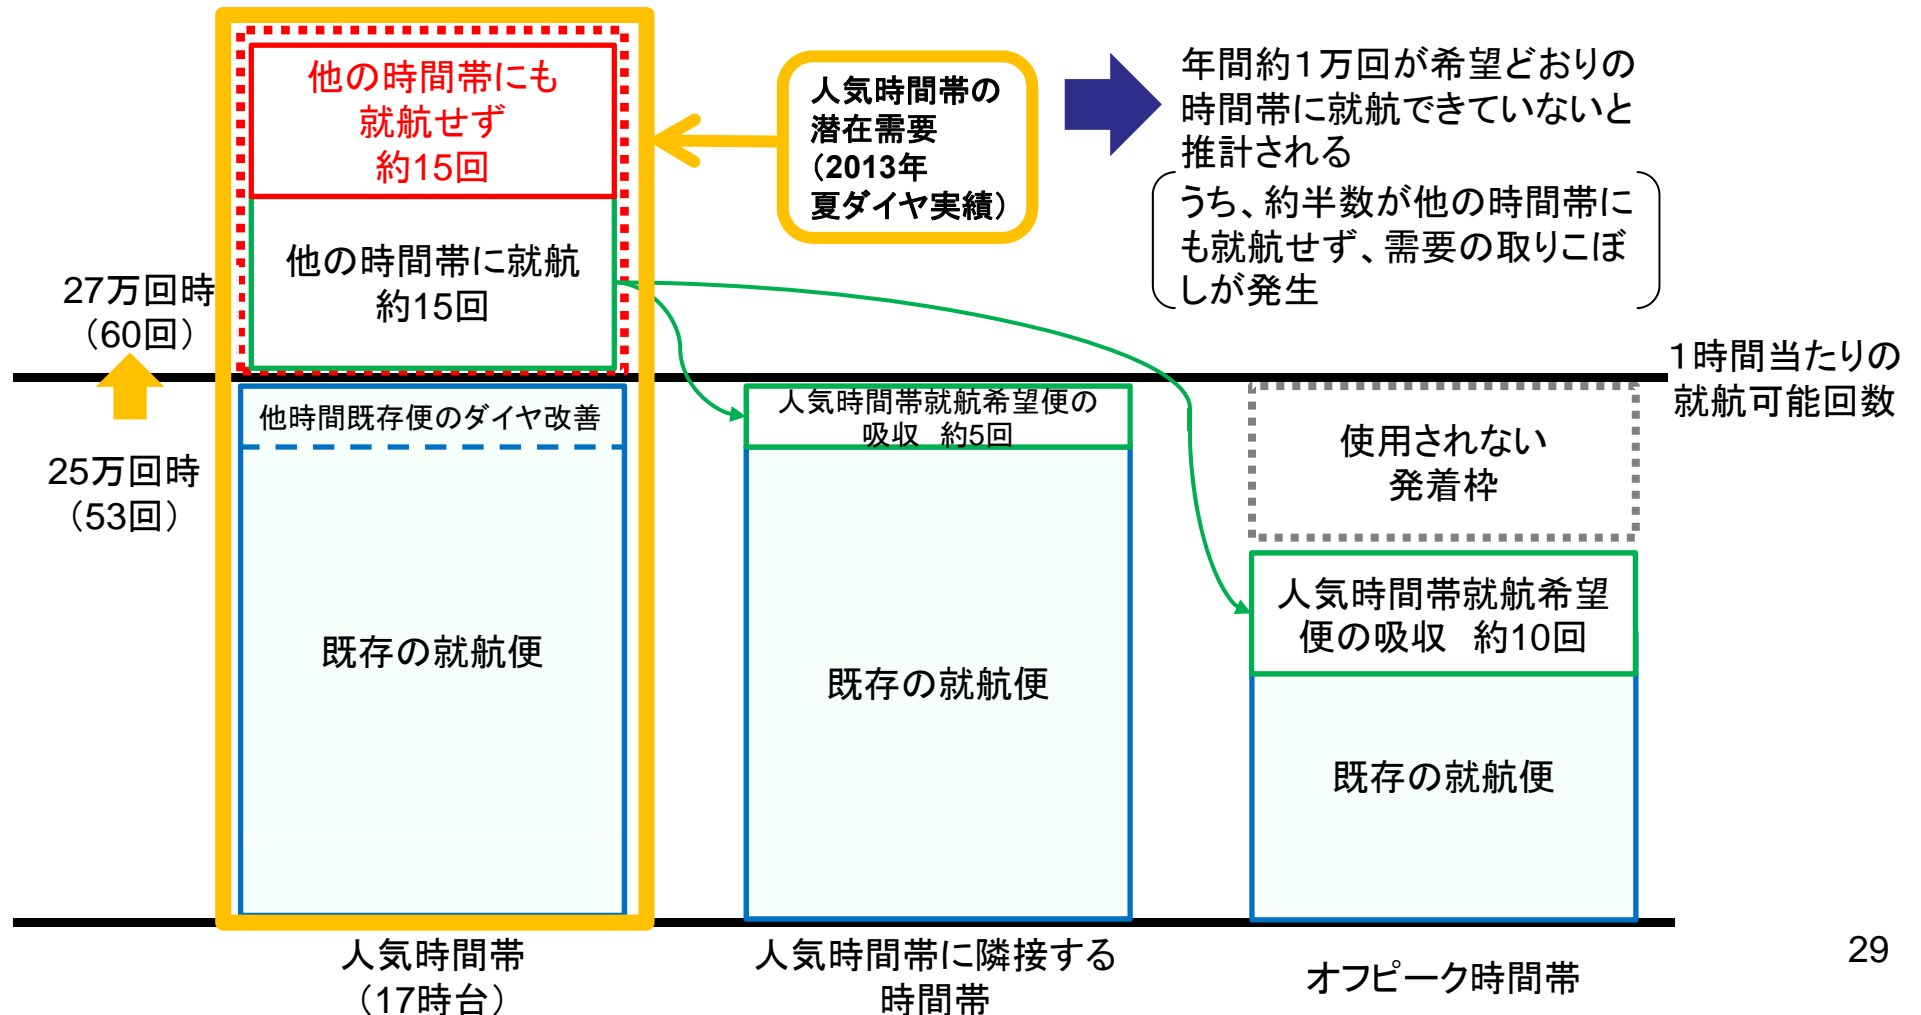 他の時間帯にも
就航せず
約15回
他の時間帯に就航
約15回
人気時間帯の
潜在需要
（2013年
夏ダイヤ実績）
年間約１万回が希望どおりの
時間帯に就航できていないと
推計される
うち、約半数が他の時間帯に
も就航せず、需要の取りこぼ
しが発生
27万回時
（60回）
25万回時
（53回）
１時間当たりの
就航可能回数
他時間既存便のダイヤ改善
既存の就航便
人気時間帯就航希望便の
吸収　約5回
既存の就航便
使用されない
発着枠
人気時間帯就航希望
便の吸収　約10回
既存の就航便
人気時間帯
（17時台）
人気時間帯に隣接する
時間帯
オフピーク時間帯
29